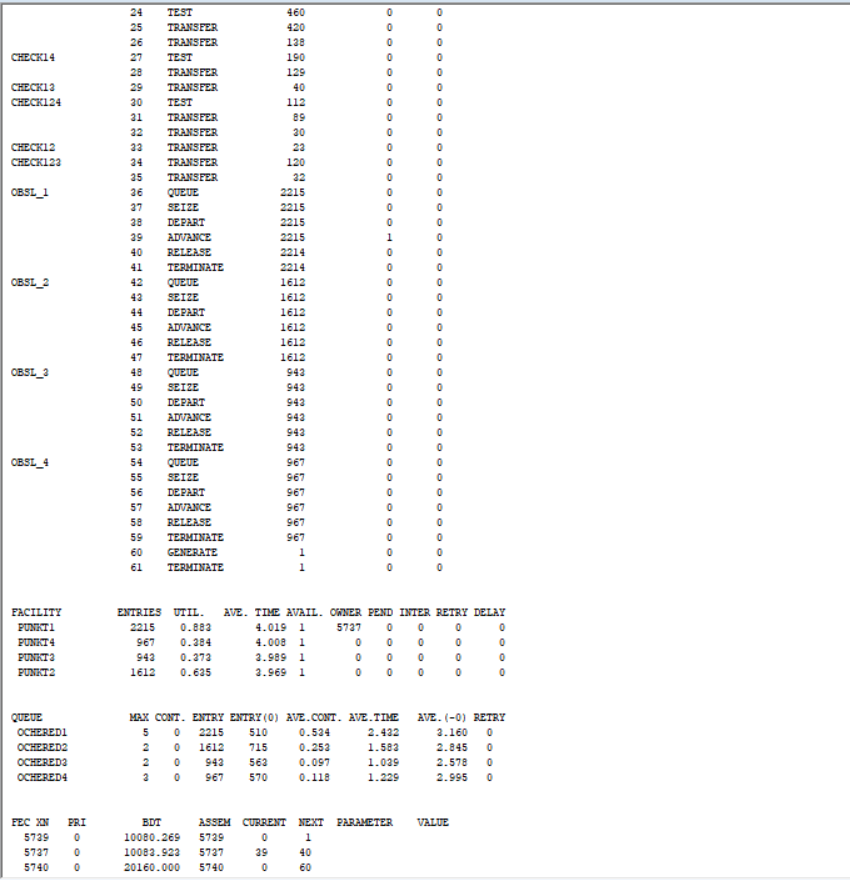 24 TEST 460 0 0
25 TRANSFER 420 0 0
26 TRANSFER 138 0 0
CHECK14 27 TEST 190 0 0
28 TRANSFER 129 0 0
CHECK13 29 TRANSFER 40 0 0
CHECK124 30 TEST 112 0 0
31 TRANSFER 89 0 0
32 TRANSFER 30 0 0
CHECK12 33 TRANSFER 23 0 0
CHECK123 34 TRANSFER 120 0 0
35 TRANSFER 32 0 0
OBSL_1 36 QUEUE 2215 0 0
37 SEIZE 2215 0 0
38 DEPART 2215 0 0
39 ADVANCE 2215 1 0
40 RELEASE 2214 0 0
41 TERMINATE 2214 0 0
OBSL_2 42 QUEUE 1612 0 0
43 SEIZE 1612 0 0
44 DEPART 1612 0 0
45 ADVANCE 1612 0 0
46 RELEASE 1612 0 0
47 TERMINATE 1612 0 0
OBSL_3 48 QUEUE 943 0 0
49 SEIZE 943 0 0
50 DEPART 943 0 0
51 ADVANCE 943 0 0
52 RELEASE 943 0 0
53 TERMINATE 943 0 0
OBSL_4 54 QUEUE 967 0 0
55 SEIZE 967 0 0
56 DEPART 967 0 0
57 ADVANCE 967 0 0
58 RELEASE 967 0 0
59 TERMINATE 967 0 0
60 GENERATE 1 0 0
61 TERMINATE 1 0 0
FACILITY ENTRIES UTIL. AVE. TIME AVAIL. OWNER PEND INTER RETRY DELAY
PUNKT1 2215 0.883 4.019 1 5737 0 0 0 0
PUNKT4 967 0.384 4.008 1 0 0 0 0 0
PUNKT3 943 0.373 3.989 1 0 0 0 0 0
PUNKT2 1612 0.635 3.969 1 0 0 0 0 0
QUEUE MAX CONT. ENTRY ENTRY(0) AVE.CONT. AVE.TIME AVE.(-0) RETRY
OCHERED1 5 0 2215 510 0.534 2.432 3.160 0
OCHERED2 2 0 1612 715 0.253 1.583 2.845 0
OCHERED3 2 0 943 563 0.097 1.039 2.578 0
OCHERED4 3 0 967 570 0.118 1.229 2.995 0
FEC XN PRI BDT ASSEM CURRENT NEXT PARAMETER VALUE
5739 0 10080.269 5739 0 1
5737 0 10083.923 5737 39 40
5740 0 20160.000 5740 0 60